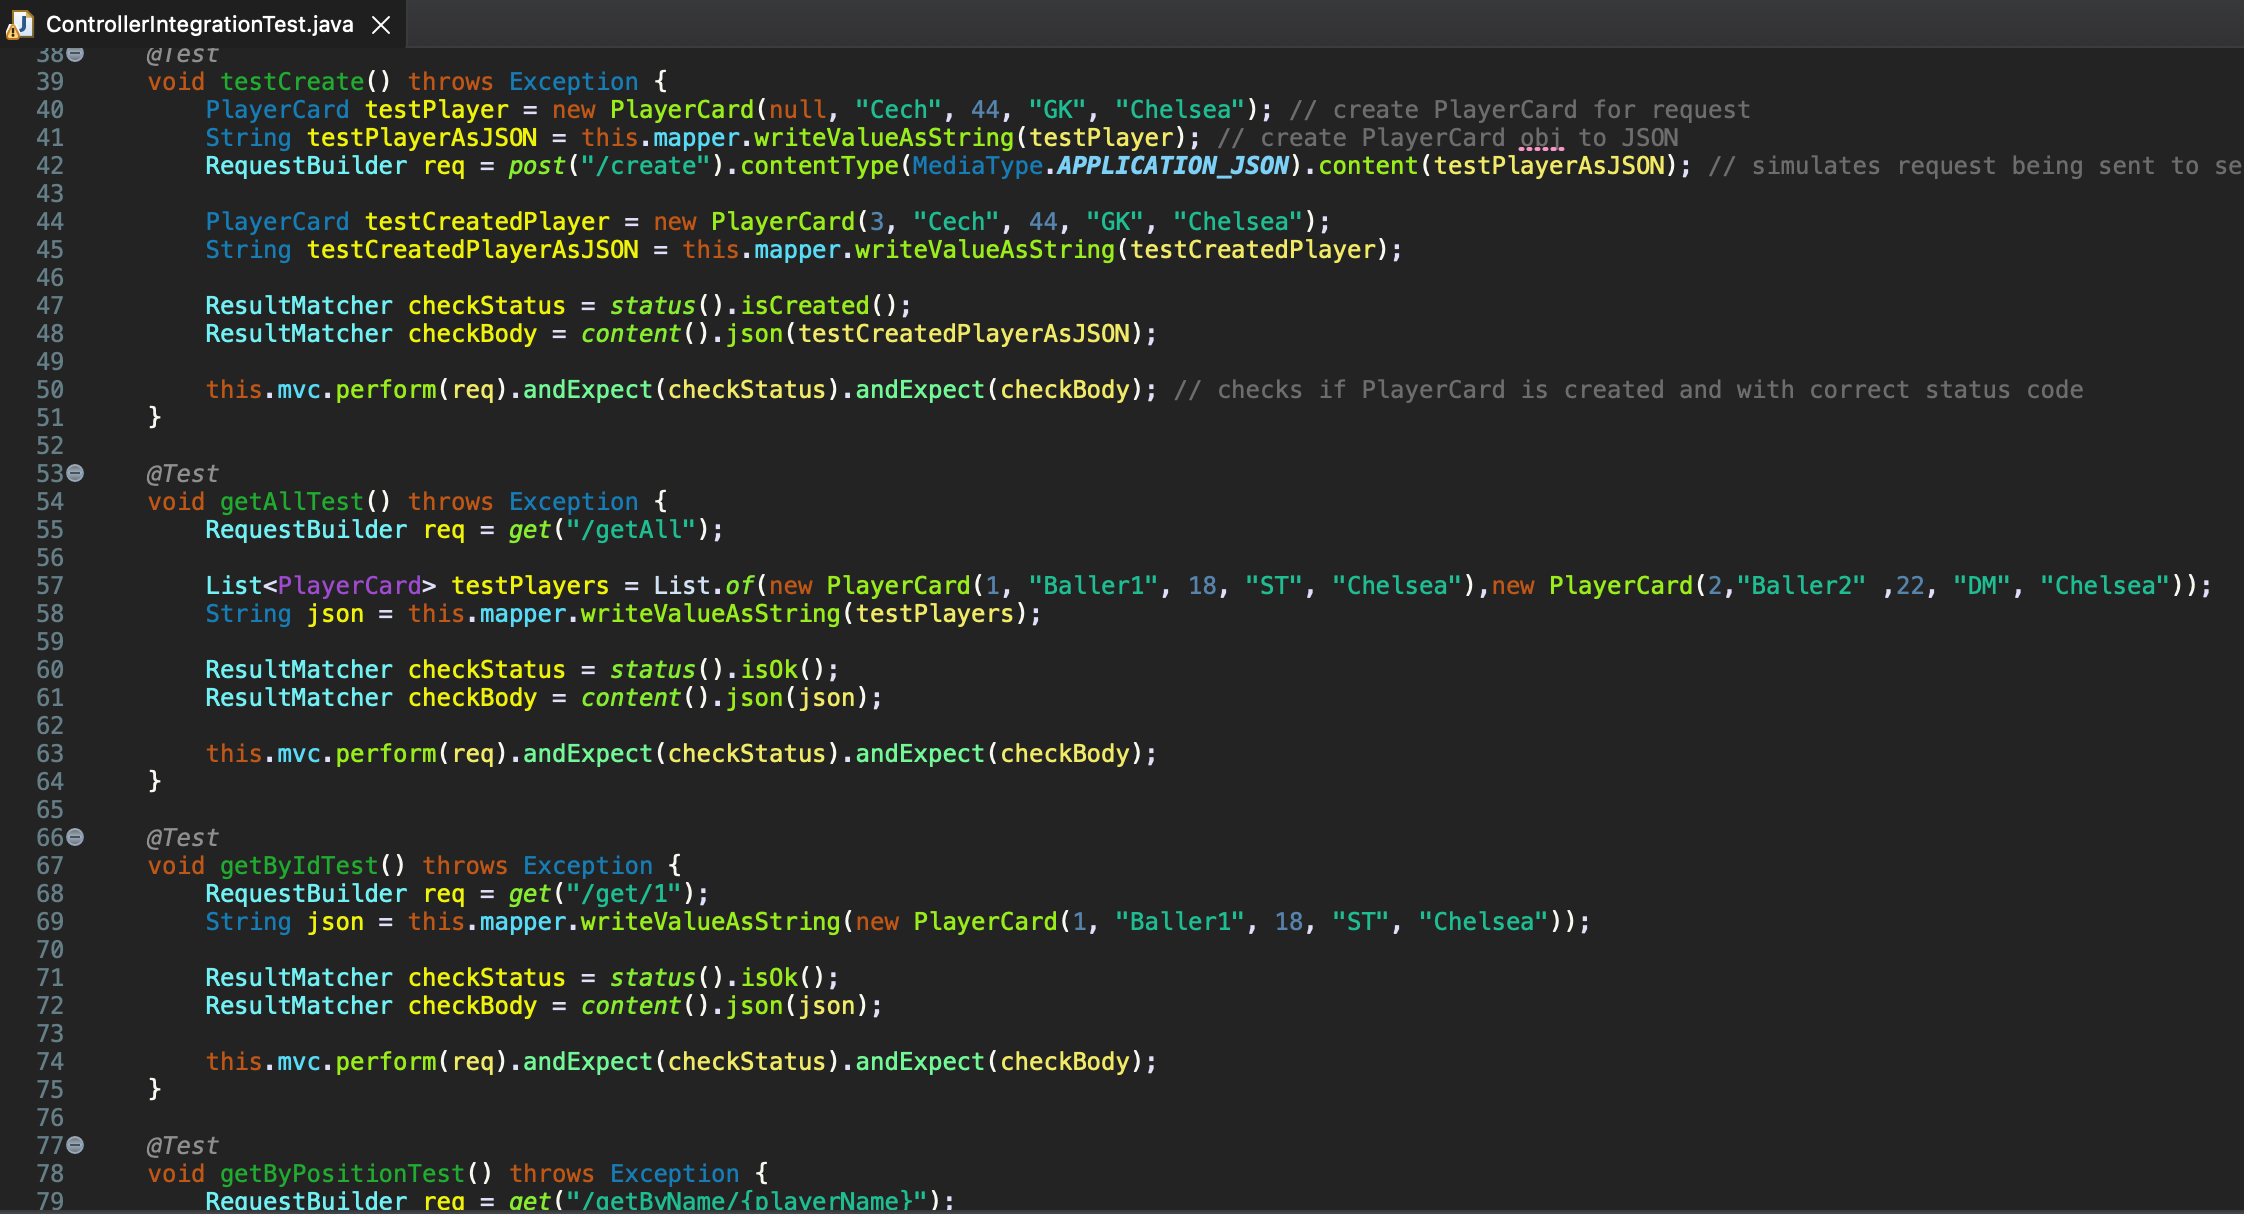 ControllerIntegrationTest.java
38 @Test
39 void testCreate() throws Exception {
40 PlayerCard testPlayer = new PlayerCard(null, "Cech", 44, "GK", "Chelsea"); // create PlayerCard for request
41 String testPlayerAsJSON = this.mapper.writeValueAsString(testPlayer); // create PlayerCard obj to JSON
42 RequestBuilder req = post("/create").contentType(MediaType.APPLICATION_JSON).content(testPlayerAsJSON); // simulates request being sent to se
43
44 PlayerCard testCreatedPlayer = new PlayerCard(3, "Cech", 44, "GK", "Chelsea");
45 String testCreatedPlayerAsJSON = this.mapper.writeValueAsString(testCreatedPlayer);
46
47 ResultMatcher checkStatus = status().isCreated();
48 ResultMatcher checkBody = content().json(testCreatedPlayerAsJSON);
49
50 this.mvc.perform(req).andExpect(checkStatus).andExpect(checkBody); // checks if PlayerCard is created and with correct status code
51 }
52
53 @Test
54 void getAllTest() throws Exception {
55 RequestBuilder req = get("/getAll");
56
57 List<PlayerCard> testPlayers = List.of(new PlayerCard(1, "Baller1", 18, "ST", "Chelsea"),new PlayerCard(2,"Baller2" ,22, "DM", "Chelsea"));
58 String json = this.mapper.writeValueAsString(testPlayers);
59
60 ResultMatcher checkStatus = status().isOk();
61 ResultMatcher checkBody = content().json(json);
62
63 this.mvc.perform(req).andExpect(checkStatus).andExpect(checkBody);
64 }
65
66 @Test
67 void getByIdTest() throws Exception {
68 RequestBuilder req = get("/get/1");
69 String json = this.mapper.writeValueAsString(new PlayerCard(1, "Baller1", 18, "ST", "Chelsea"));
70
71 ResultMatcher checkStatus = status().isOk();
72 ResultMatcher checkBody = content().json(json);
73
74 this.mvc.perform(req).andExpect(checkStatus).andExpect(checkBody);
75 }
76
77 @Test
78 void getByPositionTest() throws Exception {
79 RequestBuilder req = get("/getByName/{playerName}");